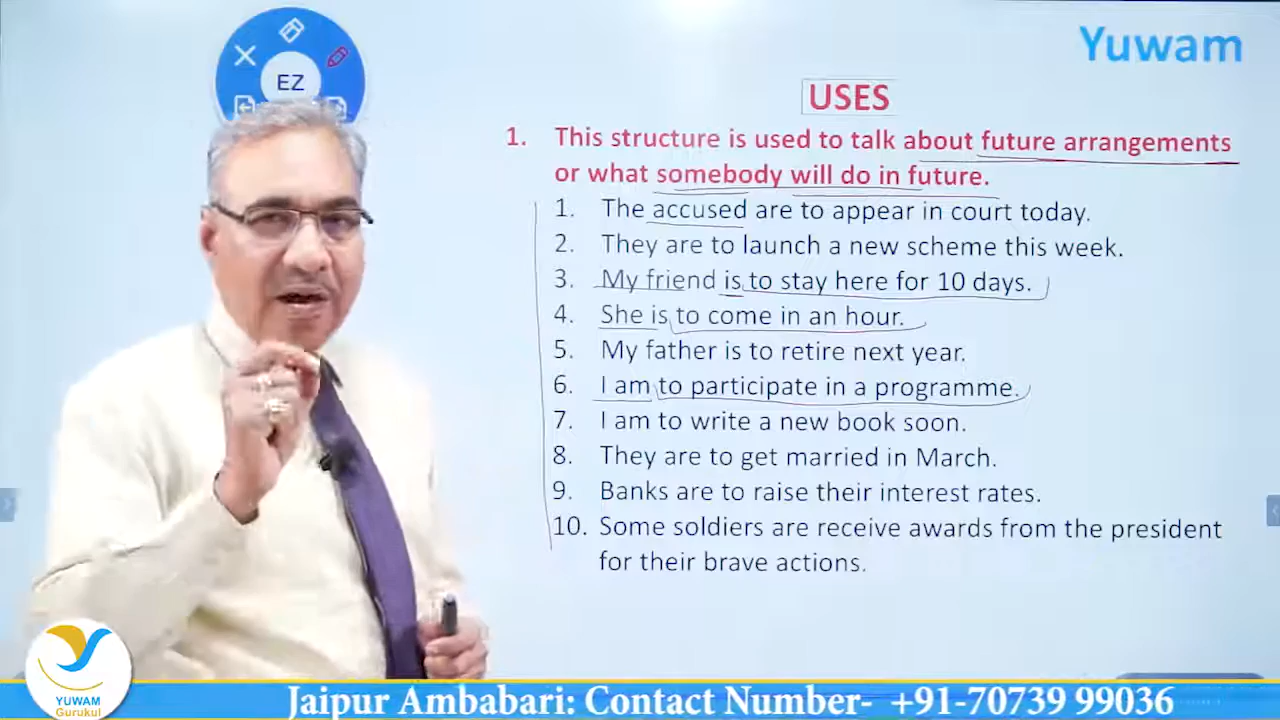 EZ
Yuwam
USES
1. This structure is used to talk about future arrangements
or what somebody will do in future.
1. The accused are to appear in court today.
2. They are to launch a new scheme this week.
3. My friend is to stay here for 10 days.
4. She is to come in an hour.
5. My father is to retire next year.
6. I am to participate in a programme.
7. I am to write a new book soon.
8. They are to get married in March.
9. Banks are to raise their interest rates.
10. Some soldiers are receive awards from the president
for their brave actions.
YUWAM
Gurukul
Jaipur Ambabari: Contact Number- +91-70739 99036